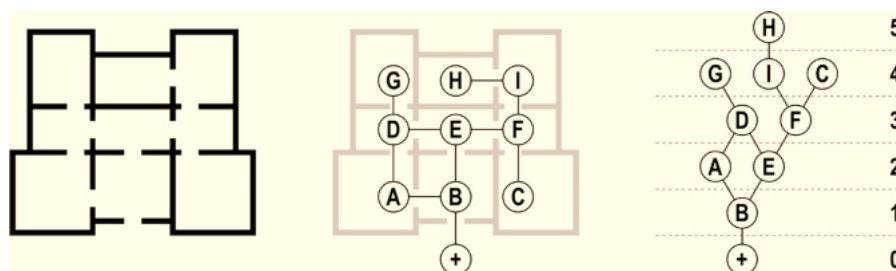 G H I
D E F
A B C
+
H 5
G I C 4
D F 3
A E 2
B 1
+ 0